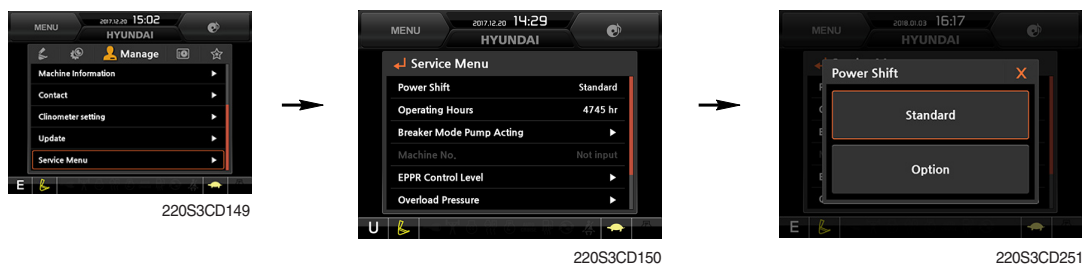 MENU
2017.12.20 15:02
HYUNDAI
Manage
Machine Information
Contact
Clinometer setting
Update
Service Menu
E
220S3CD149
MENU
2017.12.20 14:29
HYUNDAI
Service Menu
Power Shift Standard
Operating Hours 4745 hr
Breaker Mode Pump Acting
Machine No. Not input
EPPR Control Level
Overload Pressure
U
220S3CD150
MENU
2018.01.03 16:17
HYUNDAI
Power Shift X
Standard
Option
E
220S3CD251